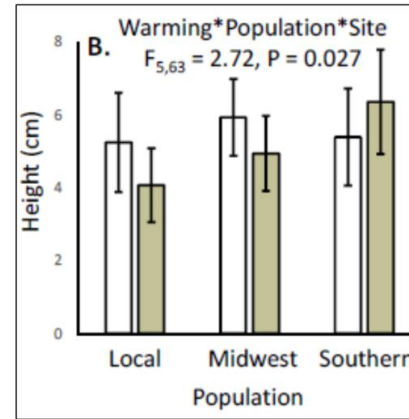 Warming*Population*Site
B.
F5,63 = 2.72, P = 0.027
8
6
4
2
0
Height (cm)
Local Midwest Southern
Population